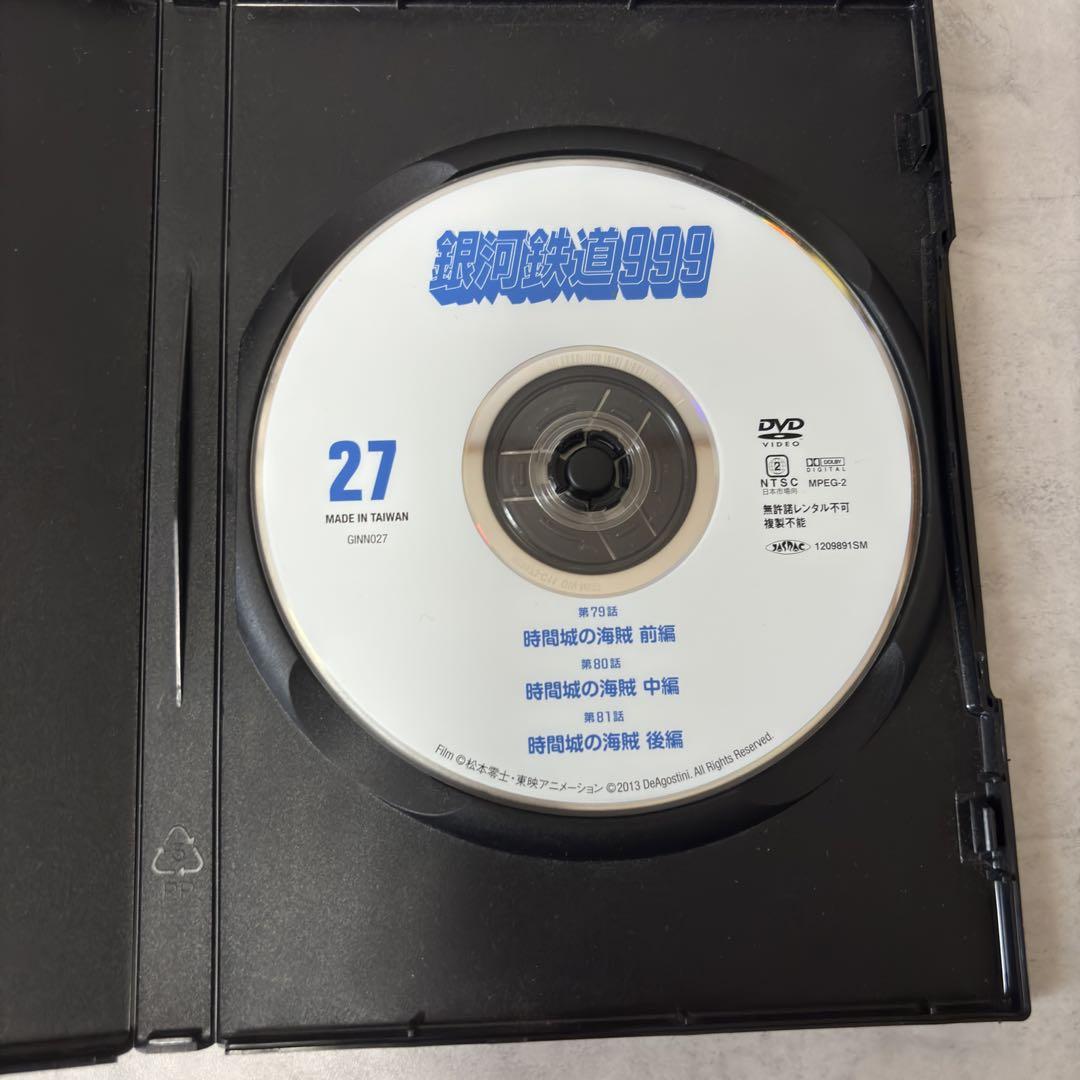 銀河鉄道999
27
MADE IN TAIWAN
GINN027
DVD
VIDEO
2
NTSC
日本市場向
DOLBY
DIGITAL
MPEG-2
無許諾レンタル不可
複製不能
JASRAC 1209891SM
第79話
時間城の海賊 前編
第80話
時間城の海賊 中編
第81話
時間城の海賊 後編
Film ©松本零士・東映アニメーション ©2013 DeAgostini. All Rights Reserved.
5
PP